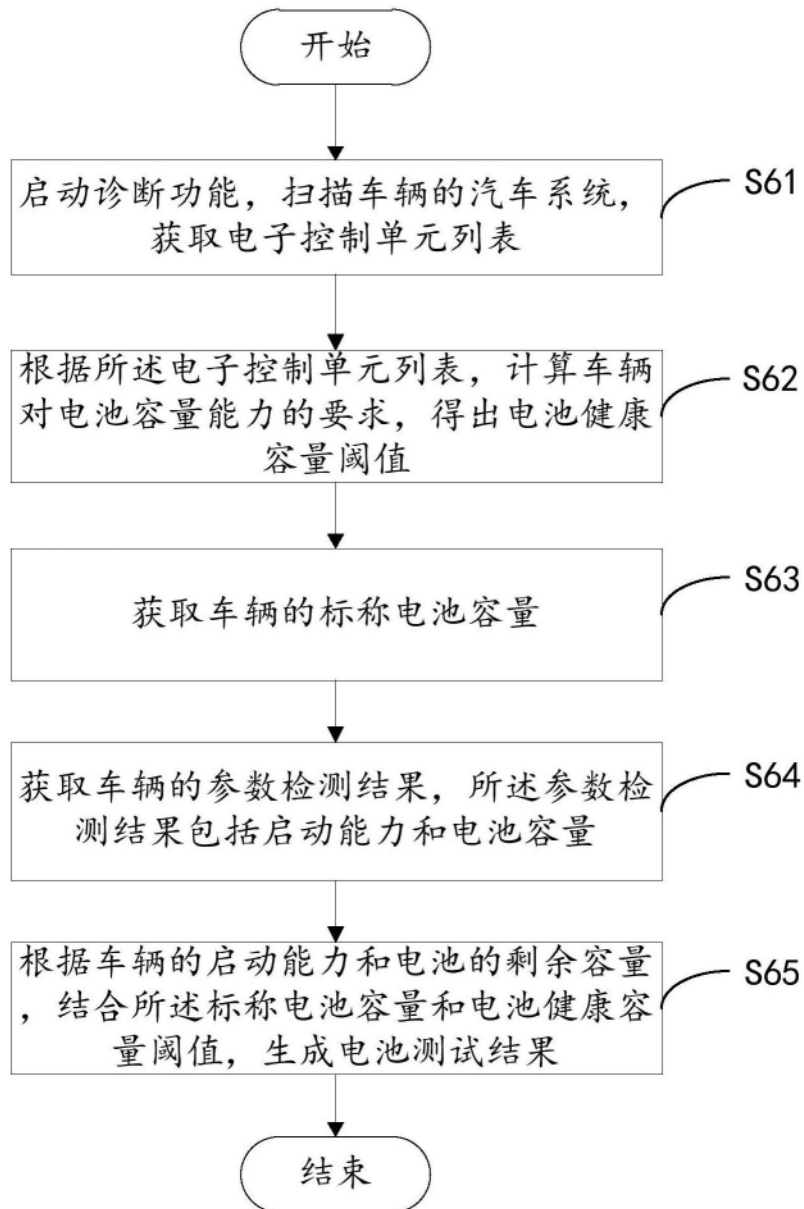 开始
启动诊断功能，扫描车辆的汽车系统，
获取电子控制单元列表
S61
根据所述电子控制单元列表，计算车辆
对电池容量能力的要求，得出电池健康
容量阈值
S62
获取车辆的标称电池容量
S63
获取车辆的参数检测结果，所述参数检
测结果包括启动能力和电池容量
S64
根据车辆的启动能力和电池的剩余容量
，结合所述标称电池容量和电池健康容
量阈值，生成电池测试结果
S65
结束